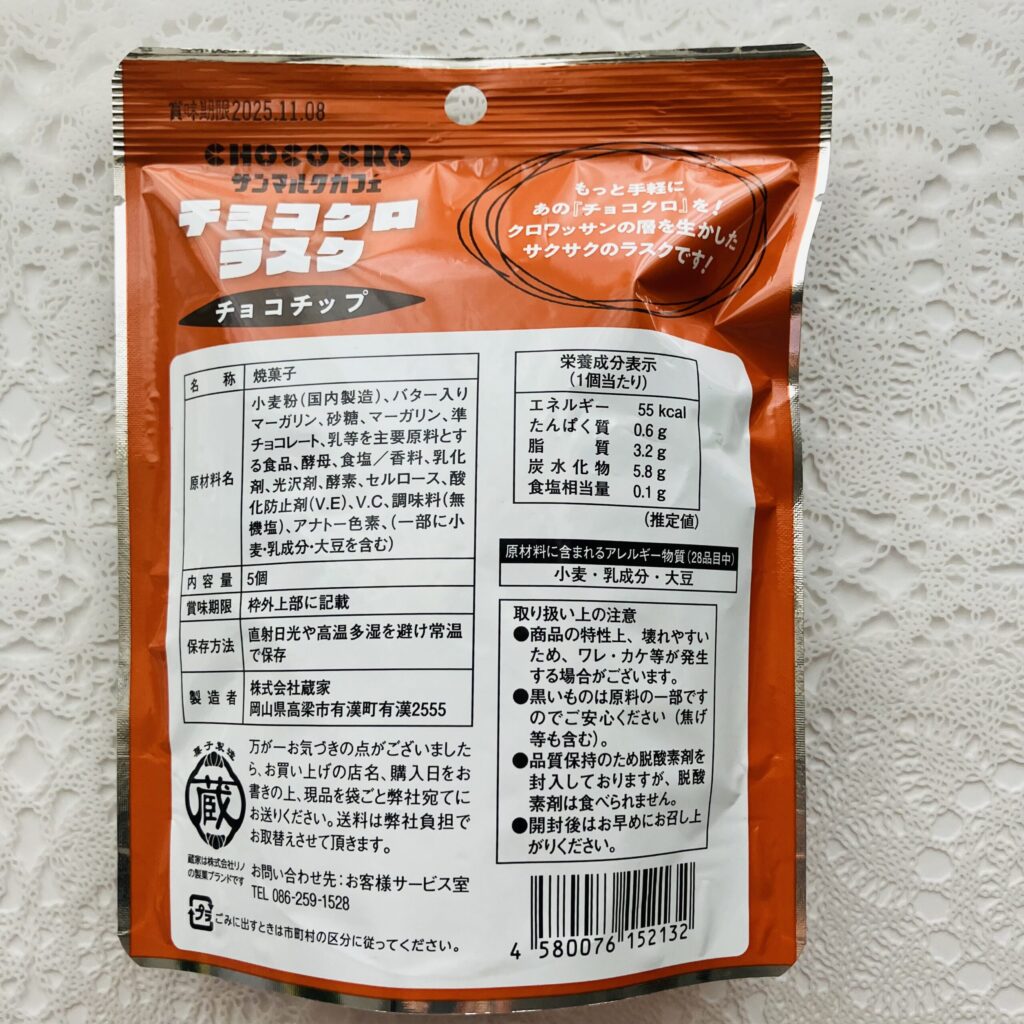 賞味期限2025.11.08
CHOCO CRO
サンマルクカフェ
チョコクロ
ラスク
チョコチップ
もっと手軽に
あの『チョコクロ』を!
クロワッサンの層を生かした
サクサクのラスクです!
名 称 焼菓子
原材料名 小麦粉(国内製造)、バター入り
マーガリン、砂糖、マーガリン、準
チョコレート、乳等を主要原料とす
る食品、酵母、食塩/香料、乳化
剤、光沢剤、酵素、セルロース、酸
化防止剤(V.E)、V.C、調味料(無
機塩)、アナトー色素、(一部に小
麦・乳成分・大豆を含む)
内容量 5個
賞味期限 枠外上部に記載
保存方法 直射日光や高温多湿を避け常温
で保存
製造者 株式会社蔵家
岡山県高梁市有漢町有漢2555
菓子製造
蔵
蔵家は株式会社リノ
の製菓ブランドです
万が一お気づきの点がございました
ら、お買い上げの店名、購入日をお
書きの上、現品を袋ごと弊社宛てに
お送りください。送料は弊社負担で
お取替えさせて頂きます。
お問い合わせ先:お客様サービス室
TEL 086-259-1528
プラ
ごみに出すときは市町村の区分に従ってください。
栄養成分表示
(1個当たり)
エネルギー 55 kcal
たんぱく質 0.6 g
脂 質 3.2 g
炭水化物 5.8 g
食塩相当量 0.1 g
(推定値)
原材料に含まれるアレルギー物質(28品目中)
小麦・乳成分・大豆
取り扱い上の注意
●商品の特性上、壊れやすい
ため、ワレ・カケ等が発生
する場合がございます。
●黒いものは原料の一部です
のでご安心ください(焦げ
等も含む)。
●品質保持のため脱酸素剤を
封入しておりますが、脱酸
素剤は食べられません。
●開封後はお早めにお召し上
がりください。
4 580076 152132